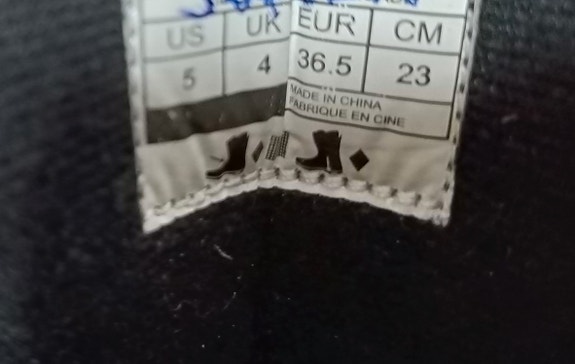 US UK EUR CM
5 4 36.5 23
MADE IN CHINA
FABRIQUE EN CINE